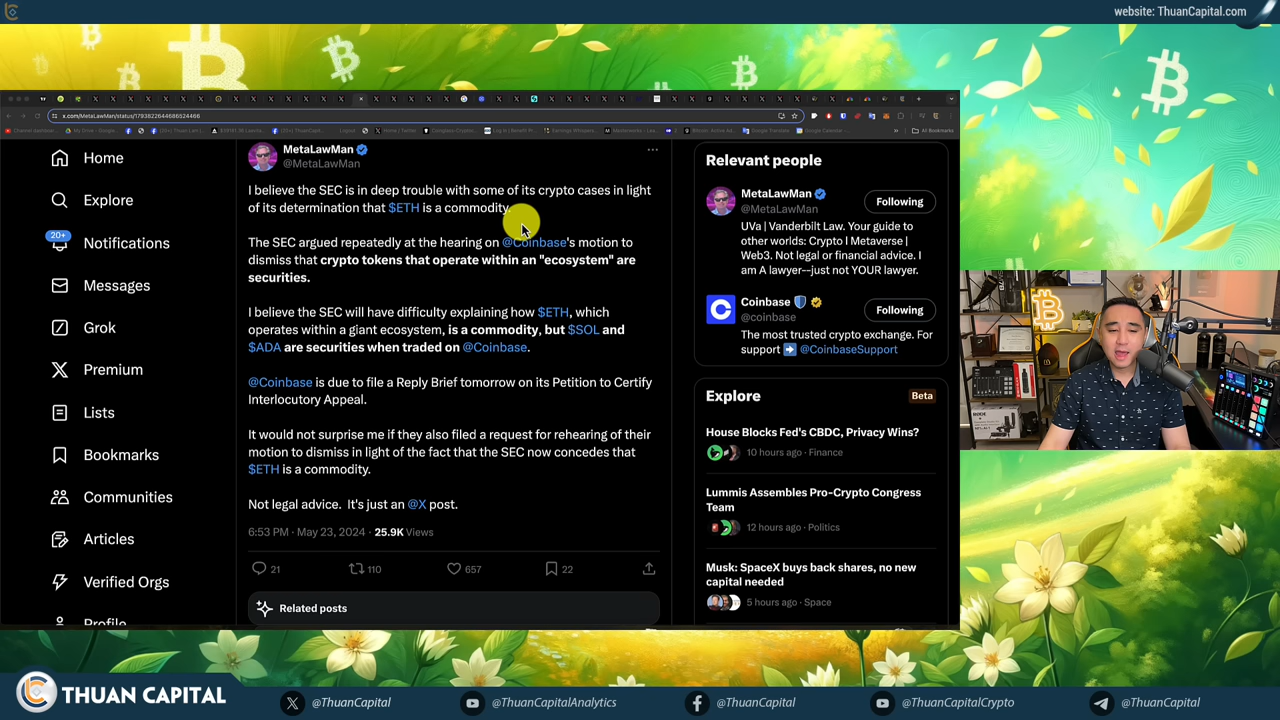 website: ThuanCapital.com
x.com/MetaLawMan/status/1793822644686524466
All Bookmarks
Home
Explore
20+
Notifications
Messages
Grok
Premium
Lists
Bookmarks
Communities
Articles
Verified Orgs
Profile
MetaLawMan
@MetaLawMan
I believe the SEC is in deep trouble with some of its crypto cases in light
of its determination that $ETH is a commodity.
The SEC argued repeatedly at the hearing on @Coinbase's motion to
dismiss that crypto tokens that operate within an "ecosystem" are
securities.
I believe the SEC will have difficulty explaining how $ETH, which
operates within a giant ecosystem, is a commodity, but $SOL and
$ADA are securities when traded on @Coinbase.
@Coinbase is due to file a Reply Brief tomorrow on its Petition to Certify
Interlocutory Appeal.
It would not surprise me if they also filed a request for rehearing of their
motion to dismiss in light of the fact that the SEC now concedes that
$ETH is a commodity.
Not legal advice. It's just an @X post.
6:53 PM · May 23, 2024 · 25.9K Views
21 110 657 22
Related posts
Relevant people
MetaLawMan
@MetaLawMan
Following
UVa | Vanderbilt Law. Your guide to
other worlds: Crypto I Metaverse |
Web3. Not legal or financial advice. I
am A lawyer--just not YOUR lawyer.
Coinbase
@coinbase
Following
The most trusted crypto exchange. For
support @CoinbaseSupport
Explore
Beta
House Blocks Fed's CBDC, Privacy Wins?
10 hours ago · Finance
Lummis Assembles Pro-Crypto Congress
Team
12 hours ago · Politics
Musk: SpaceX buys back shares, no new
capital needed
5 hours ago · Space
THUAN CAPITAL
@ThuanCapital
@ThuanCapitalAnalytics
@ThuanCapital
@ThuanCapitalCrypto
@ThuanCapital